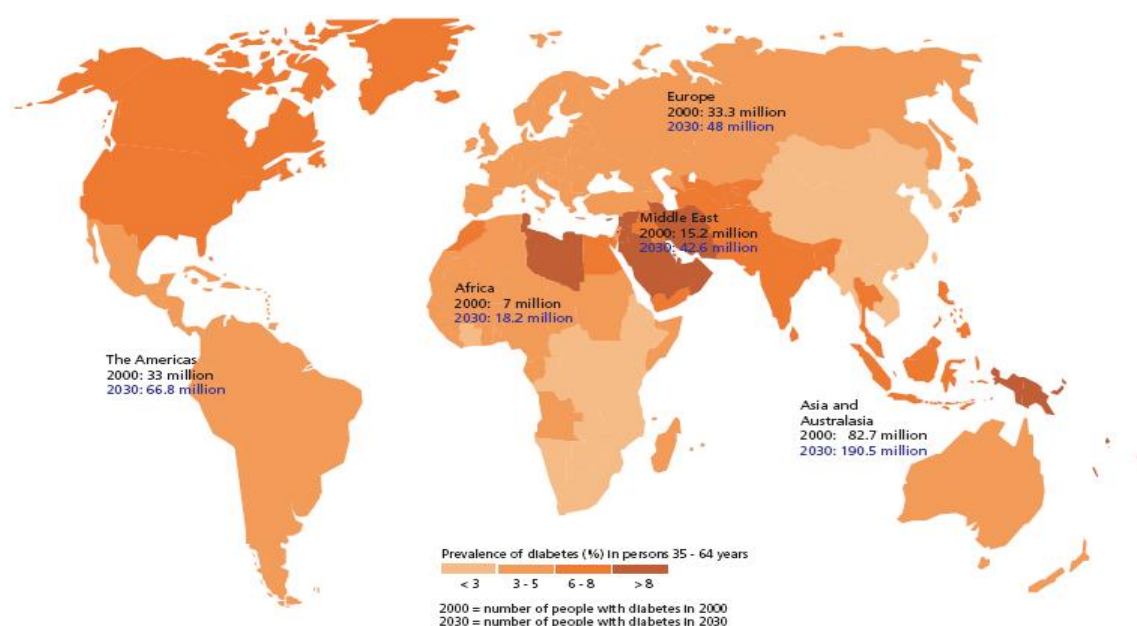 Europe
2000: 33.3 million
2030: 48 million
Middle East
2000: 15.2 million
2030: 42.6 million
Africa
2000: 7 million
2030: 18.2 million
The Americas
2000: 33 million
2030: 66.8 million
Asia and
Australasia
2000: 82.7 million
2030: 190.5 million
Prevalence of diabetes (%) in persons 35 - 64 years
< 3 3 - 5 6 - 8 > 8
2000 = number of people with diabetes in 2000
2030 = number of people with diabetes in 2030